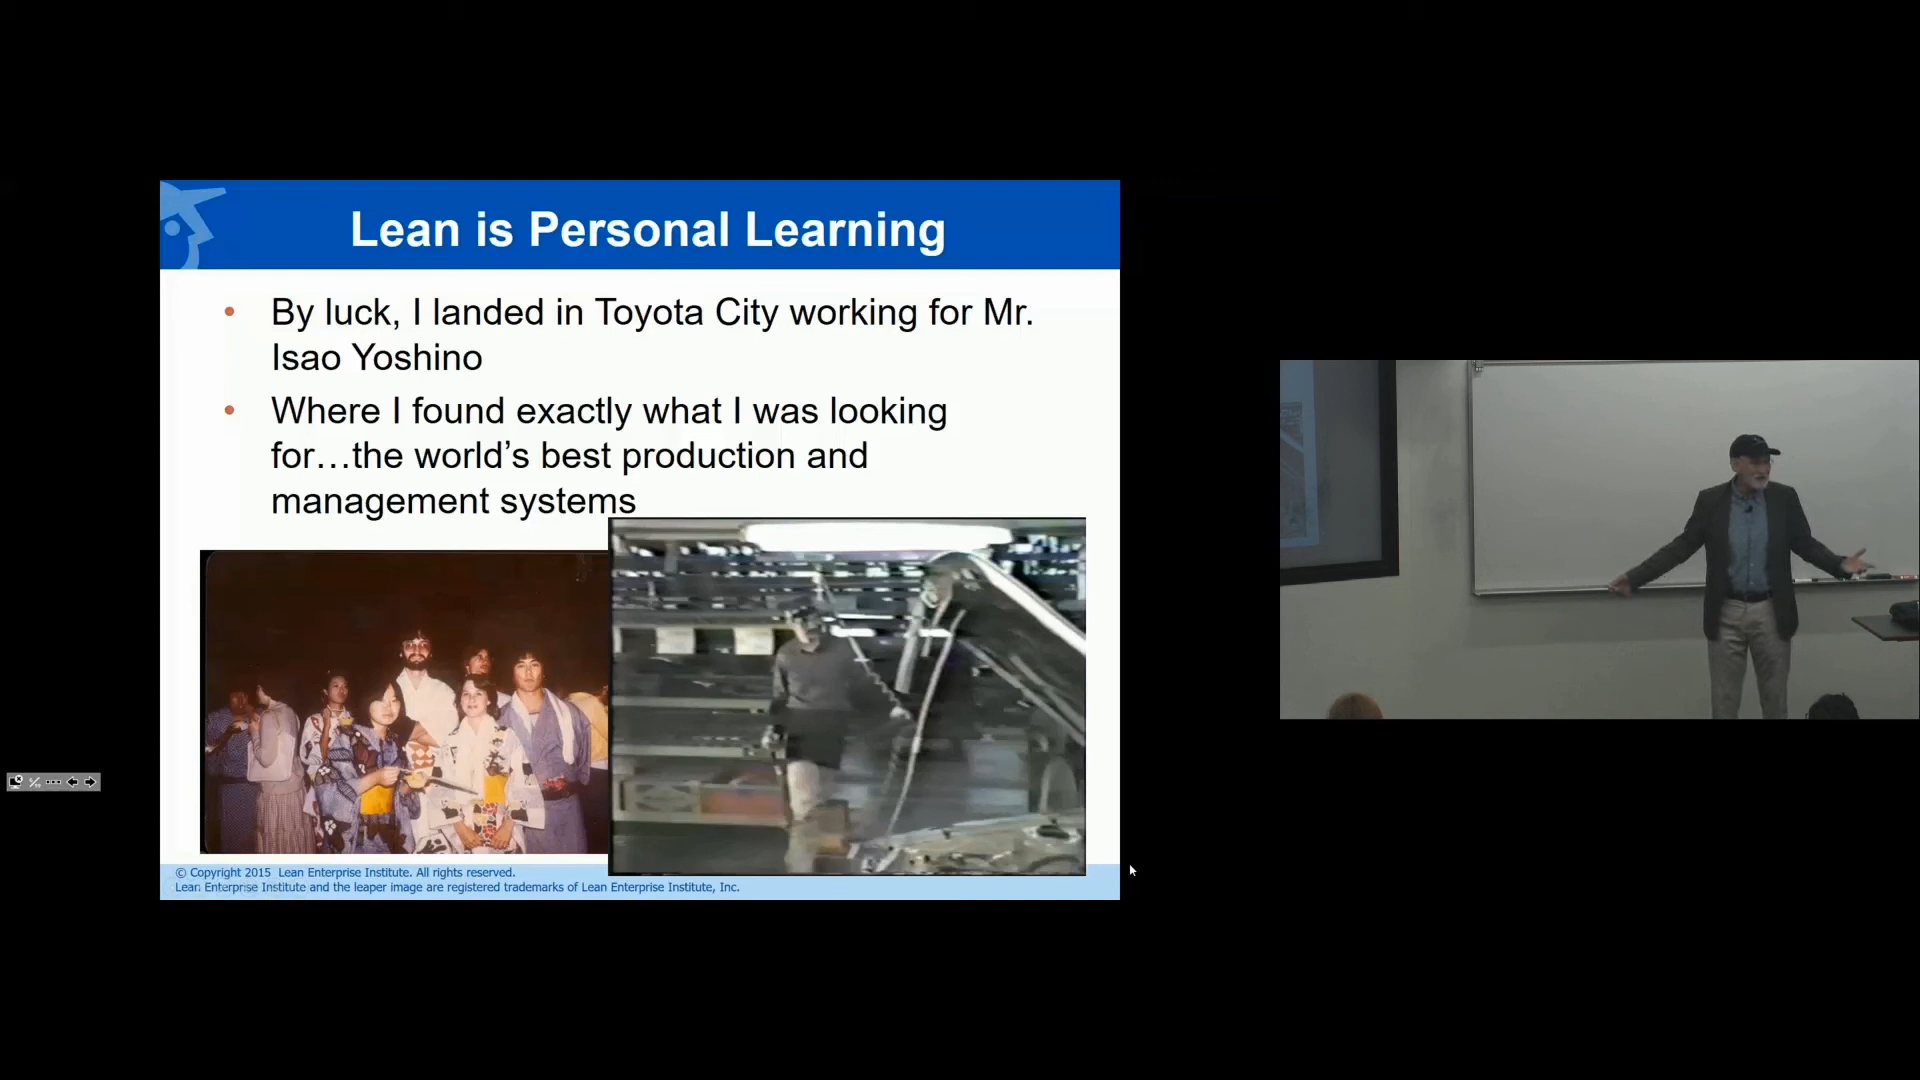 Lean is Personal Learning
• By luck, I landed in Toyota City working for Mr.
Isao Yoshino
• Where I found exactly what I was looking
for…the world’s best production and
management systems
© Copyright 2015 Lean Enterprise Institute. All rights reserved.
Lean Enterprise Institute and the leaper image are registered trademarks of Lean Enterprise Institute, Inc.